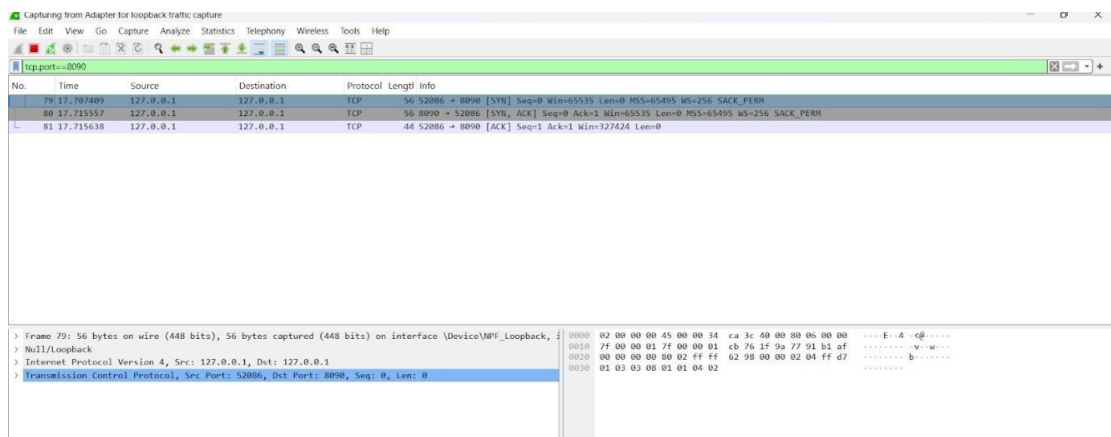 Capturing from Adapter for loopback traffic capture
File Edit View Go Capture Analyze Statistics Telephony Wireless Tools Help
tcp.port==8090
No. Time Source Destination Protocol Length Info
79 17.707409 127.0.0.1 127.0.0.1 TCP 56 52086 → 8090 [SYN] Seq=0 Win=65535 Len=0 MSS=65495 WS=256 SACK_PERM
80 17.715557 127.0.0.1 127.0.0.1 TCP 56 8090 → 52086 [SYN, ACK] Seq=0 Ack=1 Win=65535 Len=0 MSS=65495 WS=256 SACK_PERM
81 17.715638 127.0.0.1 127.0.0.1 TCP 44 52086 → 8090 [ACK] Seq=1 Ack=1 Win=327424 Len=0
> Frame 79: 56 bytes on wire (448 bits), 56 bytes captured (448 bits) on interface \Device\NPF_Loopback, i
> Null/Loopback
> Internet Protocol Version 4, Src: 127.0.0.1, Dst: 127.0.0.1
> Transmission Control Protocol, Src Port: 52086, Dst Port: 8090, Seq: 0, Len: 0
0000 02 00 00 00 45 00 00 34 ca 3c 40 00 80 06 00 00 ····E··4 ·<@·····
0010 7f 00 00 01 7f 00 00 01 cb 76 1f 9a 77 91 b1 af ········ ·v··w···
0020 00 00 00 00 80 02 ff ff 62 98 00 00 02 04 ff d7 ········ b·······
0030 01 03 03 08 01 01 04 02 ········